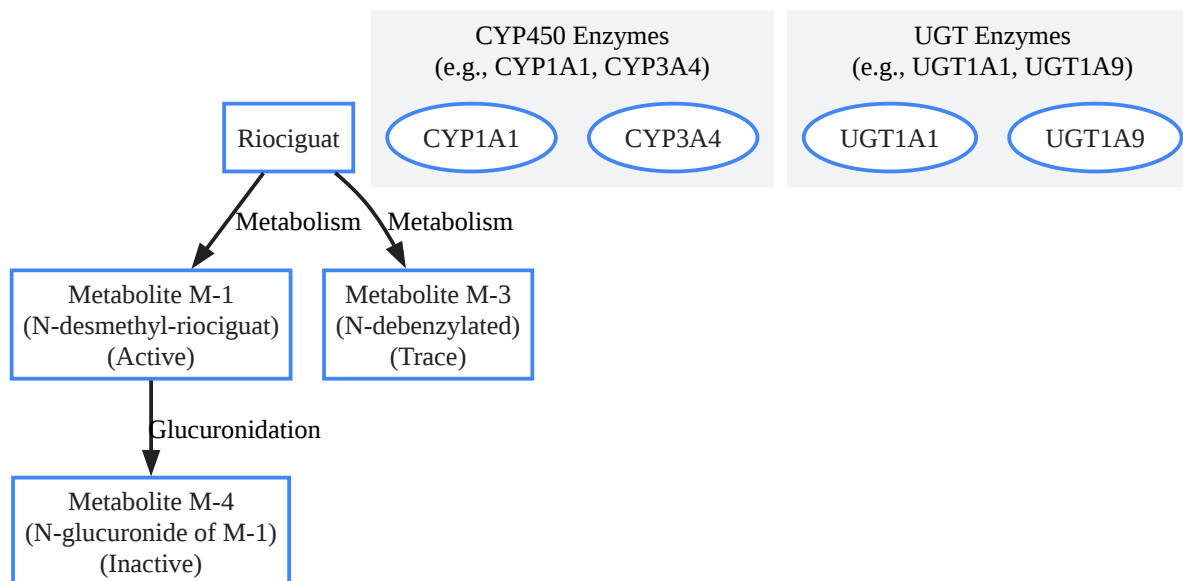 CYP450 Enzymes
(e.g., CYP1A1, CYP3A4)
UGT Enzymes
(e.g., UGT1A1, UGT1A9)
Riociguat
CYP1A1
CYP3A4
UGT1A1
UGT1A9
Metabolism
Metabolism
Metabolite M-1
(N-desmethyl-riociguat)
(Active)
Metabolite M-3
(N-debenzylated)
(Trace)
Glucuronidation
Metabolite M-4
(N-glucuronide of M-1)
(Inactive)